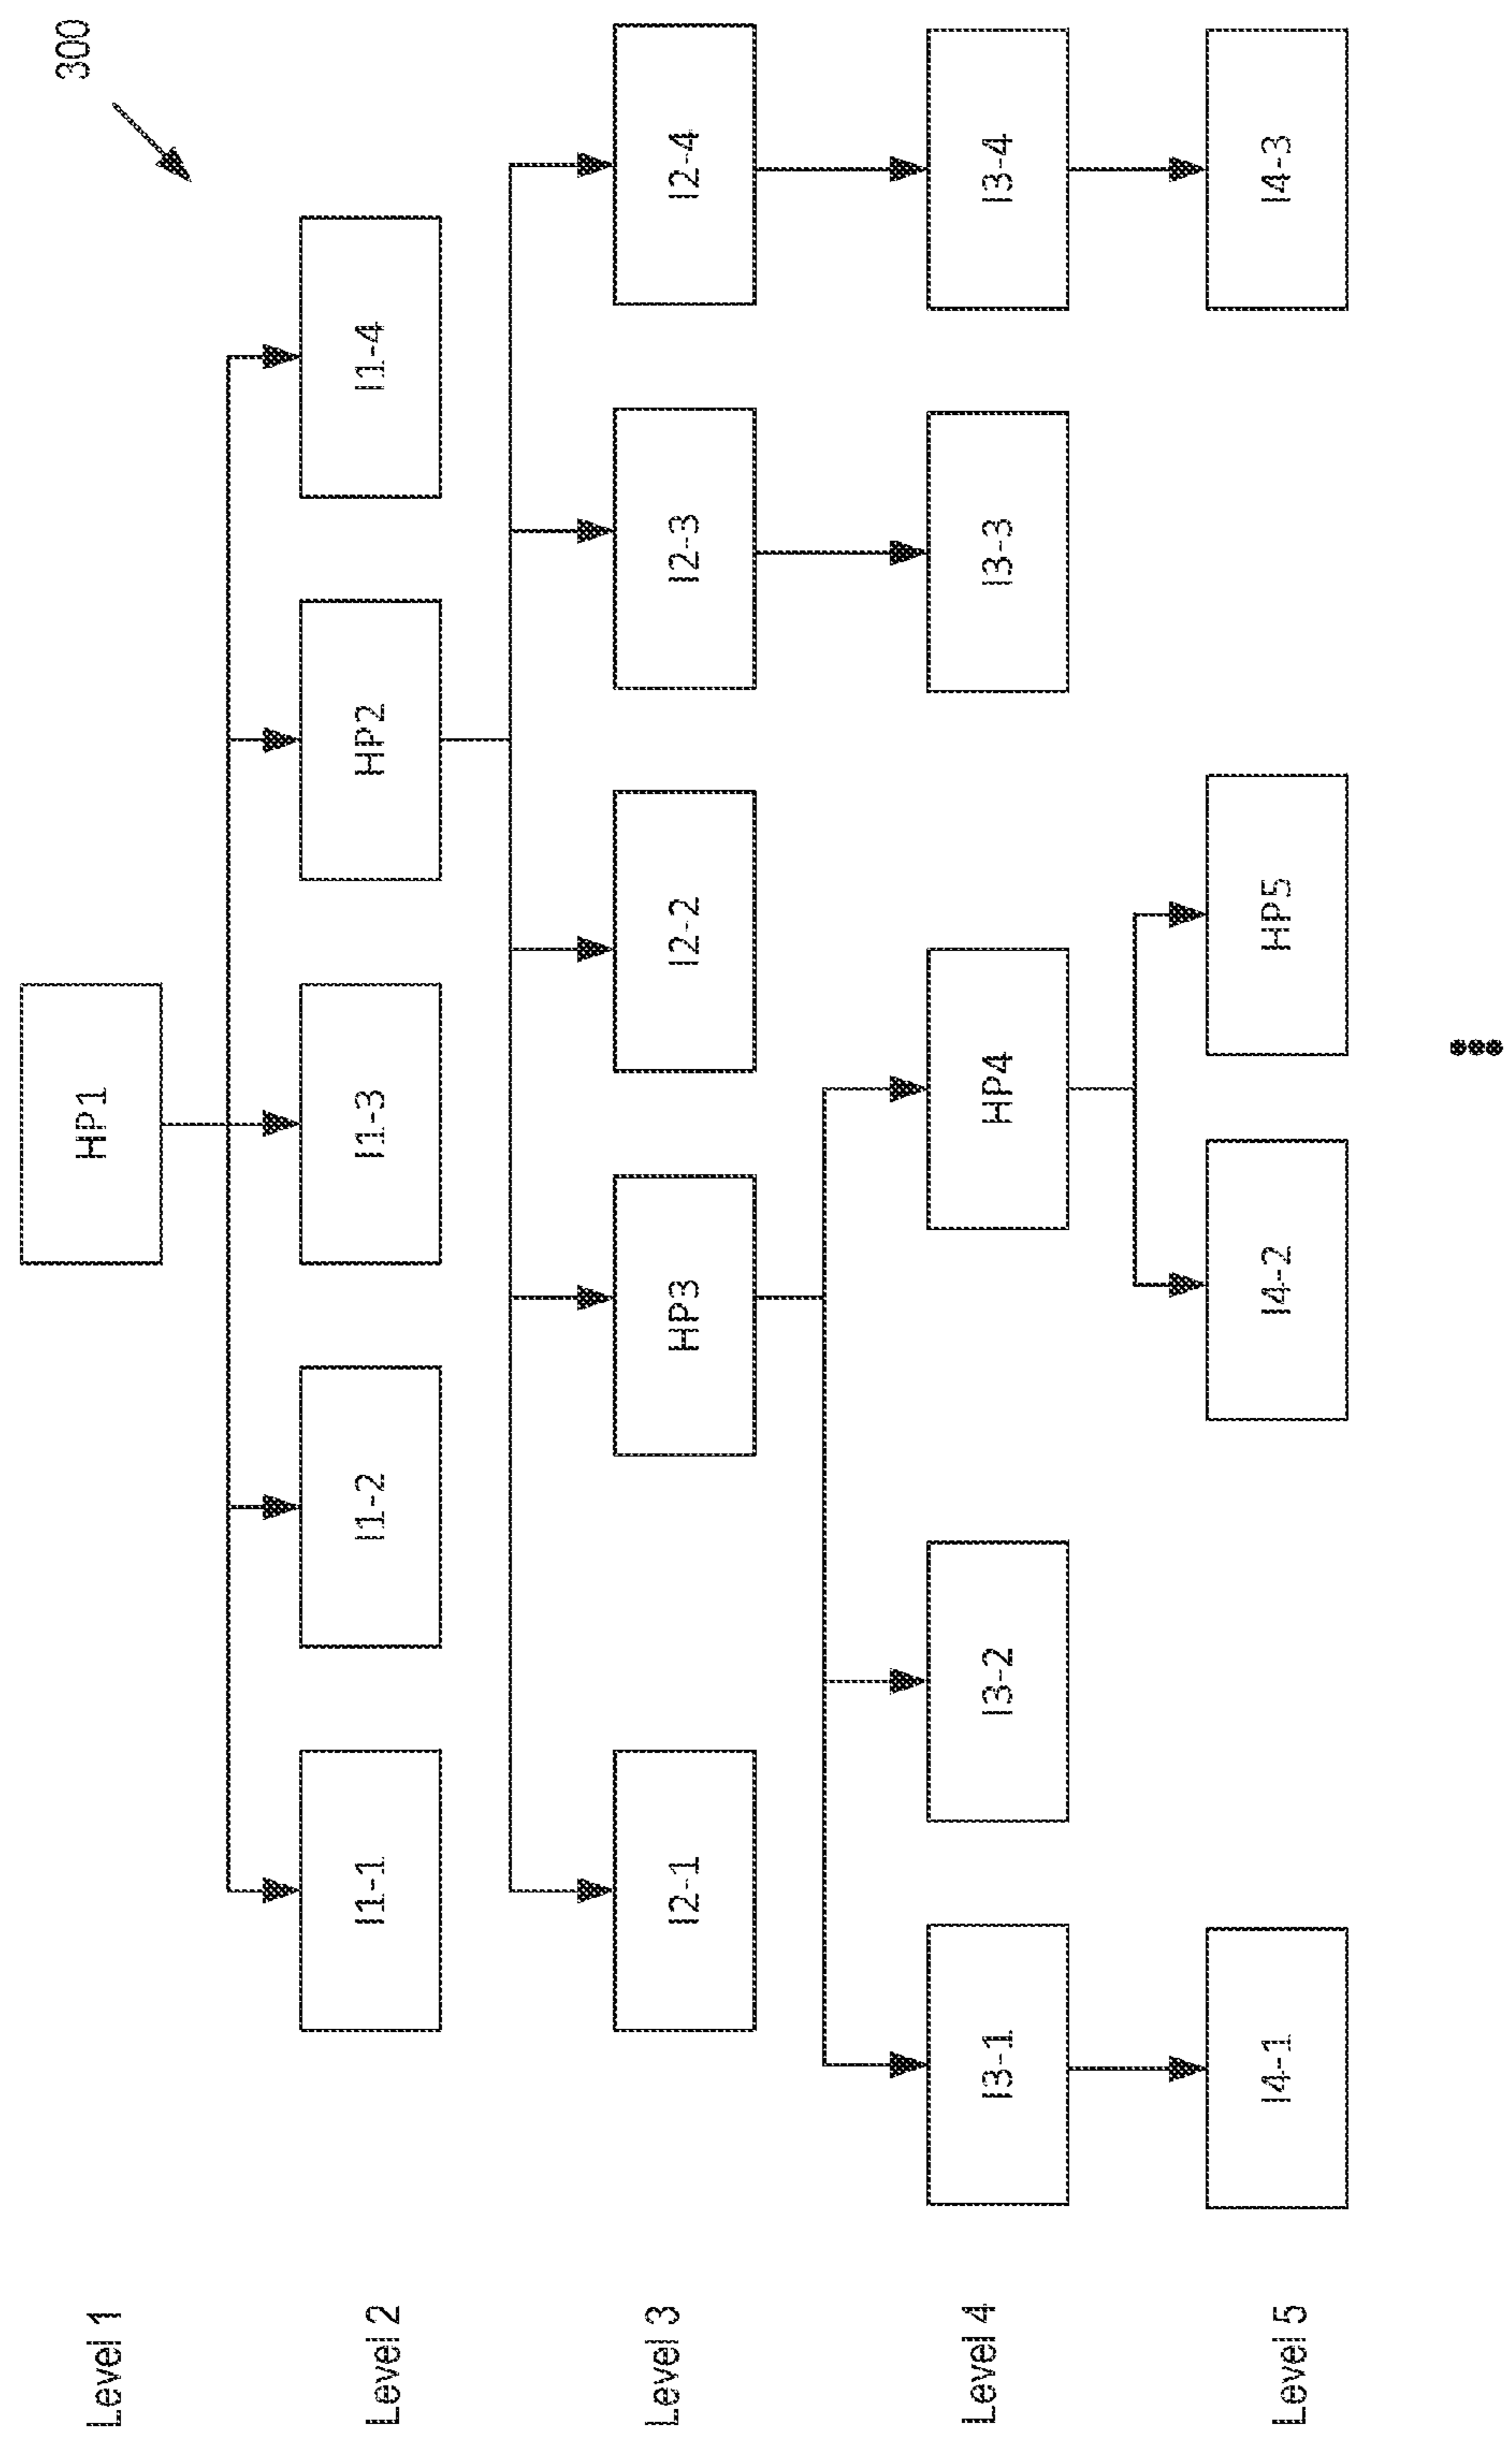 300
Level 1
HP1
Level 2
I1-1
I1-2
I1-3
HP2
I1-4
Level 3
I2-1
HP3
I2-2
I2-3
I2-4
Level 4
I3-1
I3-2
HP4
I3-3
I3-4
Level 5
I4-1
I4-2
HP5
I4-3